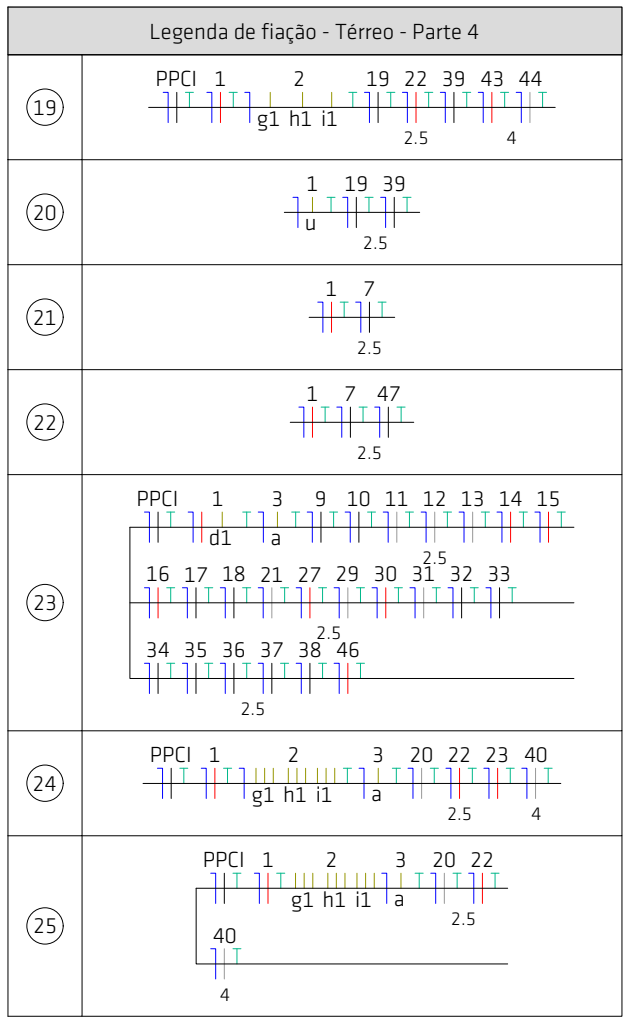 Legenda de fiação - Térreo - Parte 4
19
PPCI 1 2 19 22 39 43 44
g1 h1 i1
2.5 4
20
1 19 39
u
2.5
21
1 7
2.5
22
1 7 47
2.5
23
PPCI 1 3 9 10 11 12 13 14 15
d1 a
2.5
16 17 18 21 27 29 30 31 32 33
2.5
34 35 36 37 38 46
2.5
24
PPCI 1 2 3 20 22 23 40
g1 h1 i1 a
2.5 4
25
PPCI 1 2 3 20 22
g1 h1 i1 a
2.5
40
4